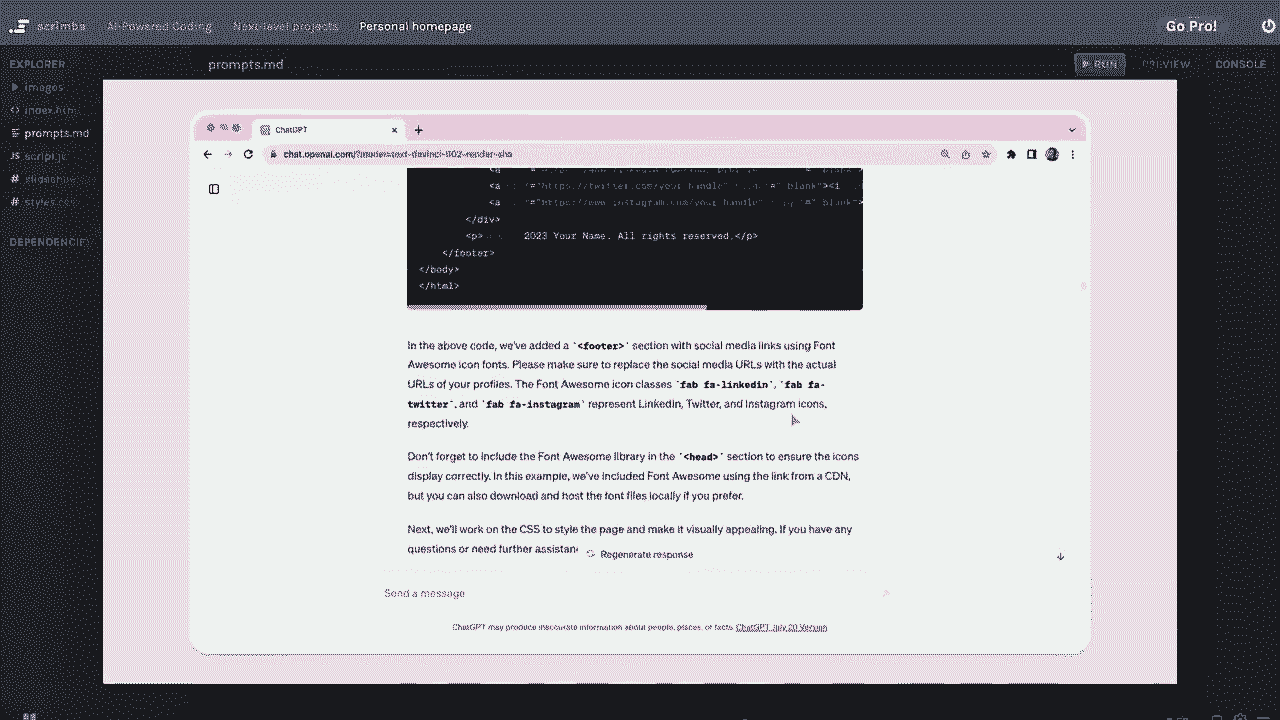 scrimba AI-Powered Coding Next-level projects Personal homepage Go Pro!
EXPLORER prompts.md RUN PREVIEW CONSOLE
images
index.htm
prompts.md
JS script.js
# slideshow
# styles.css
DEPENDENCIES
ChatGPT
chat.openai.com/?model=text-davinci-002-render-sha
<a blank">
<a ="https://twitter.com/your_handle" blank"><i
<a ="https://www.instagram.com/your_handle" blank">
</div>
<p> 2023 Your Name. All rights reserved.</p>
</footer>
</body>
</html>
In the above code, we've added a `<footer>` section with social media links using Font
Awesome icon fonts. Please make sure to replace the social media URLs with the actual
URLs of your profiles. The Font Awesome icon classes `fab fa-linkedin`, `fab fa-
twitter`, and `fab fa-instagram` represent LinkedIn, Twitter, and Instagram icons,
respectively.
Don't forget to include the Font Awesome library in the `<head>` section to ensure the icons
display correctly. In this example, we've included Font Awesome using the link from a CDN,
but you can also download and host the font files locally if you prefer.
Next, we'll work on the CSS to style the page and make it visually appealing. If you have any
questions or need further assistan
Regenerate response
Send a message
ChatGPT may produce inaccurate information about people, places, or facts. ChatGPT July 20 Version